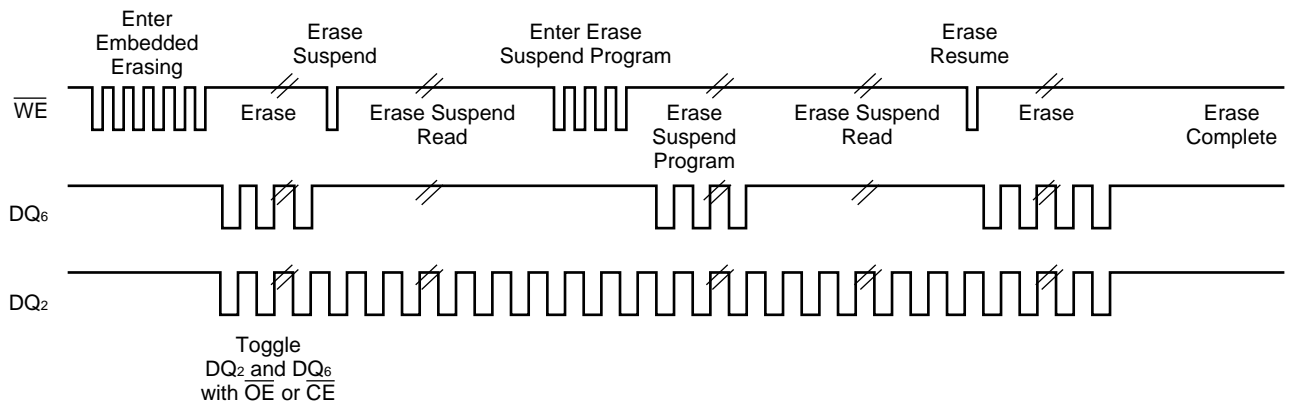 Enter
Embedded
Erasing
Erase
Suspend
Enter Erase
Suspend Program
Erase
Resume
WE
Erase
Erase Suspend
Read
Erase
Suspend
Program
Erase Suspend
Read
Erase
Erase
Complete
DQ6
DQ2
Toggle
DQ2 and DQ6
with OE or CE